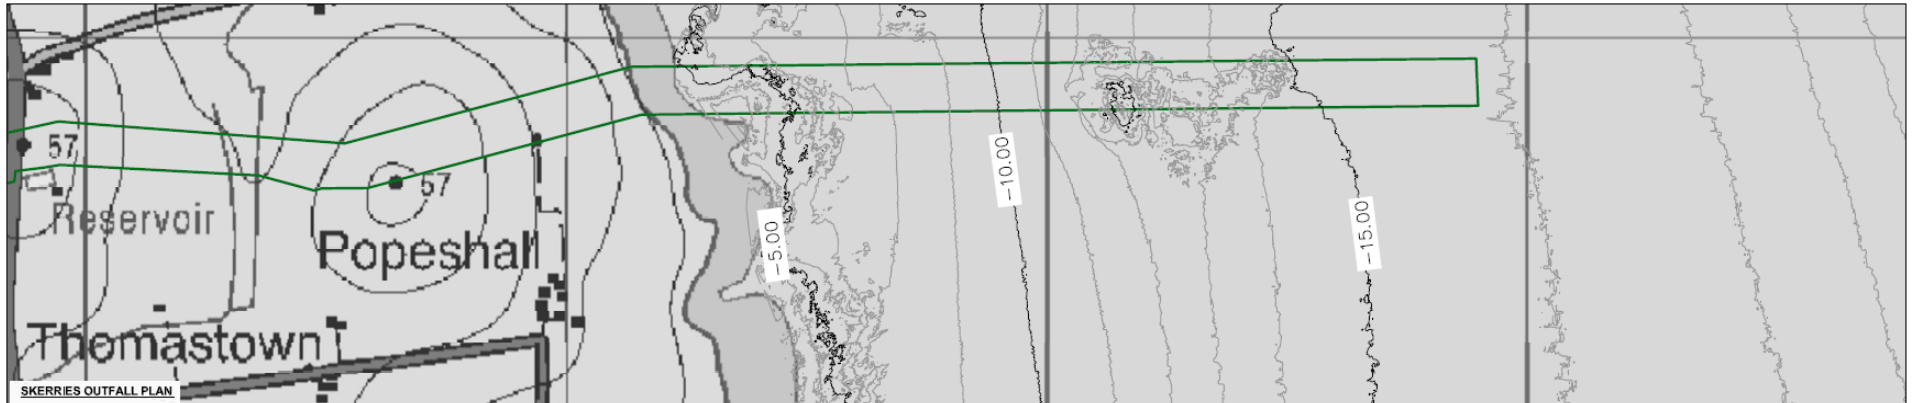 57
-10.00
57
-15.00
Reservoir
Popeshall
-5.00
Thomastown
SKERRIES OUTFALL PLAN